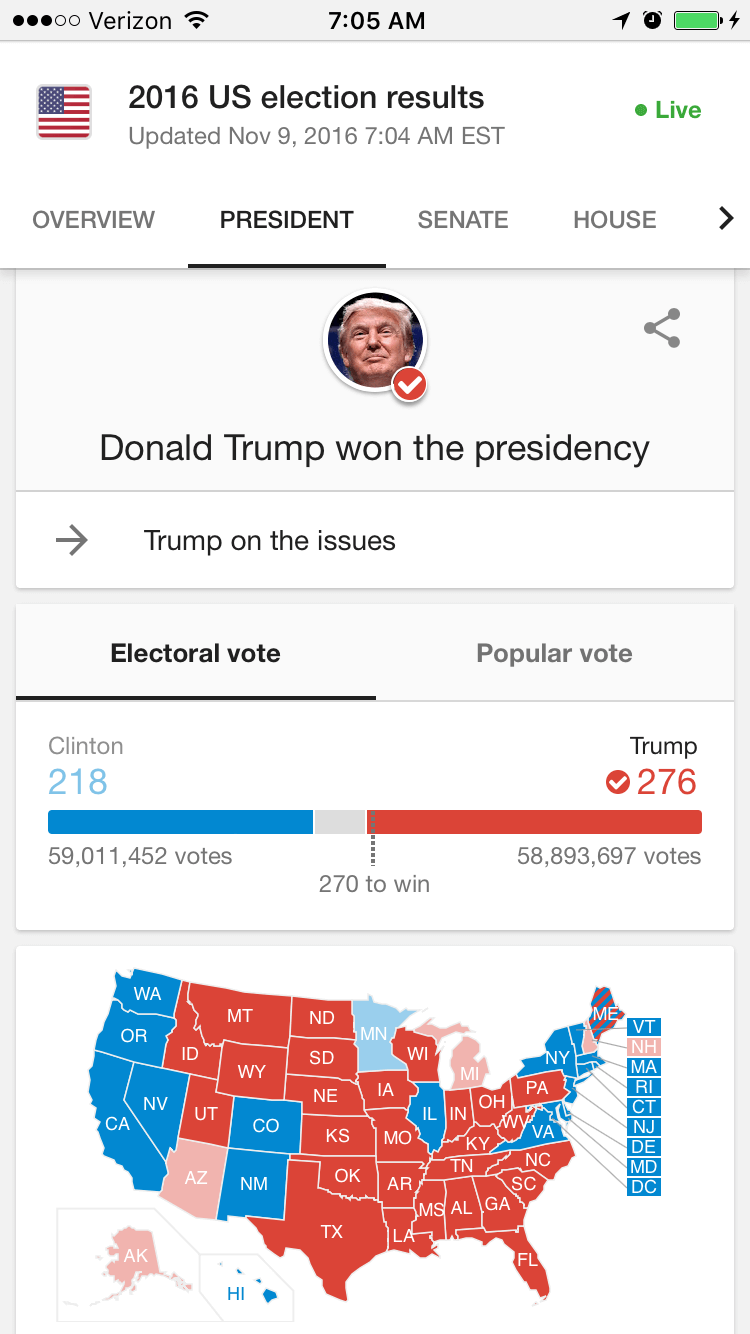 Verizon 7:05 AM
2016 US election results
Updated Nov 9, 2016 7:04 AM EST
Live
OVERVIEW PRESIDENT SENATE HOUSE
Donald Trump won the presidency
Trump on the issues
Electoral vote Popular vote
Clinton Trump
218 276
59,011,452 votes 58,893,697 votes
270 to win
WA
MT ND ME
OR MN VT
ID SD WI NH
WY MI NY MA
NV NE IA PA RI
UT CO IL IN OH CT
CA KS MO WV VA NJ
KY DE
AZ NM OK AR TN NC MD
SC DC
TX LA MS AL GA
AK FL
HI